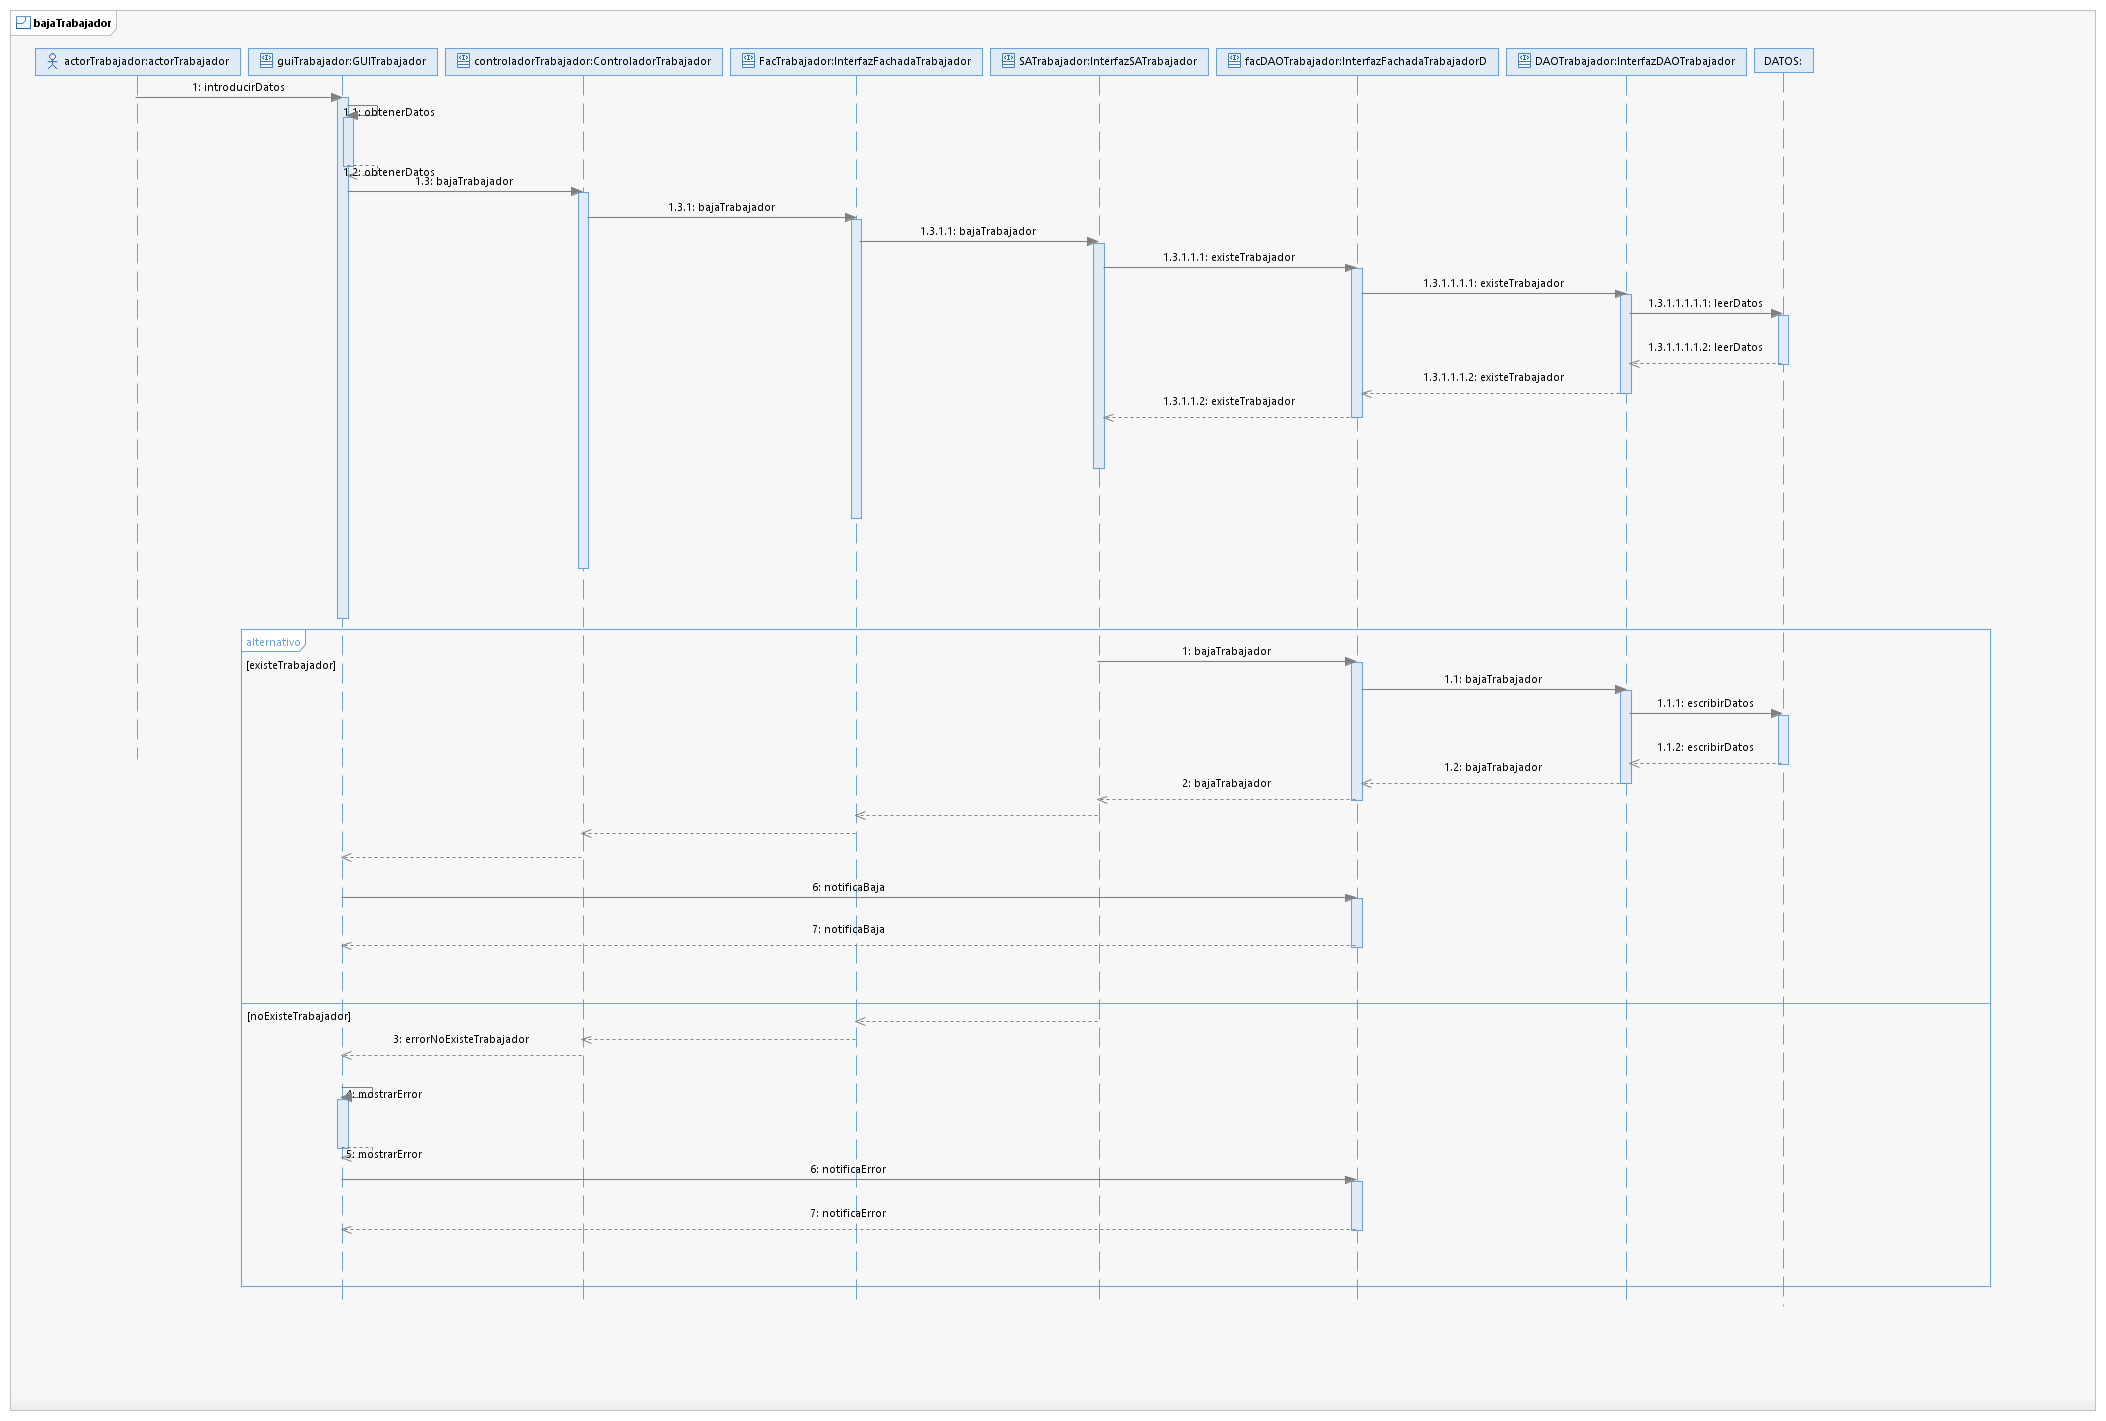 bajaTrabajador
actorTrabajador:actorTrabajador
guiTrabajador:GUITrabajador
controladorTrabajador:ControladorTrabajador
FacTrabajador:InterfazFachadaTrabajador
SATrabajador:InterfazSATrabajador
facDAOTrabajador:InterfazFachadaTrabajadorD
DAOTrabajador:InterfazDAOTrabajador
DATOS:
1: introducirDatos
1.1: obtenerDatos
1.2: obtenerDatos
1.3: bajaTrabajador
1.3.1: bajaTrabajador
1.3.1.1: bajaTrabajador
1.3.1.1.1: existeTrabajador
1.3.1.1.1.1: existeTrabajador
1.3.1.1.1.1.1: leerDatos
1.3.1.1.1.1.2: leerDatos
1.3.1.1.1.2: existeTrabajador
1.3.1.1.2: existeTrabajador
alternativo
[existeTrabajador]
1: bajaTrabajador
1.1: bajaTrabajador
1.1.1: escribirDatos
1.1.2: escribirDatos
1.2: bajaTrabajador
2: bajaTrabajador
6: notificaBaja
7: notificaBaja
[noExisteTrabajador]
3: errorNoExisteTrabajador
4: mostrarError
5: mostrarError
6: notificaError
7: notificaError